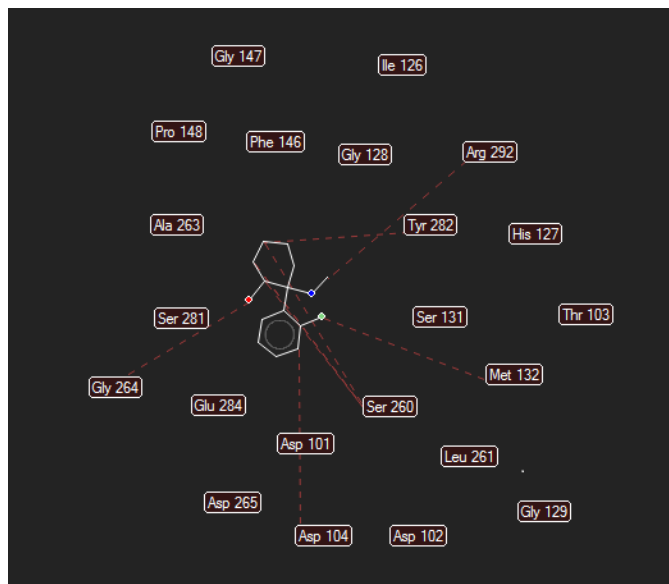 Gly 147
Ile 126
Pro 148
Phe 146
Gly 128
Arg 292
Ala 263
Tyr 282
His 127
Ser 281
Ser 131
Thr 103
Gly 264
Met 132
Glu 284
Ser 260
Asp 101
Leu 261
Asp 265
Gly 129
Asp 104
Asp 102